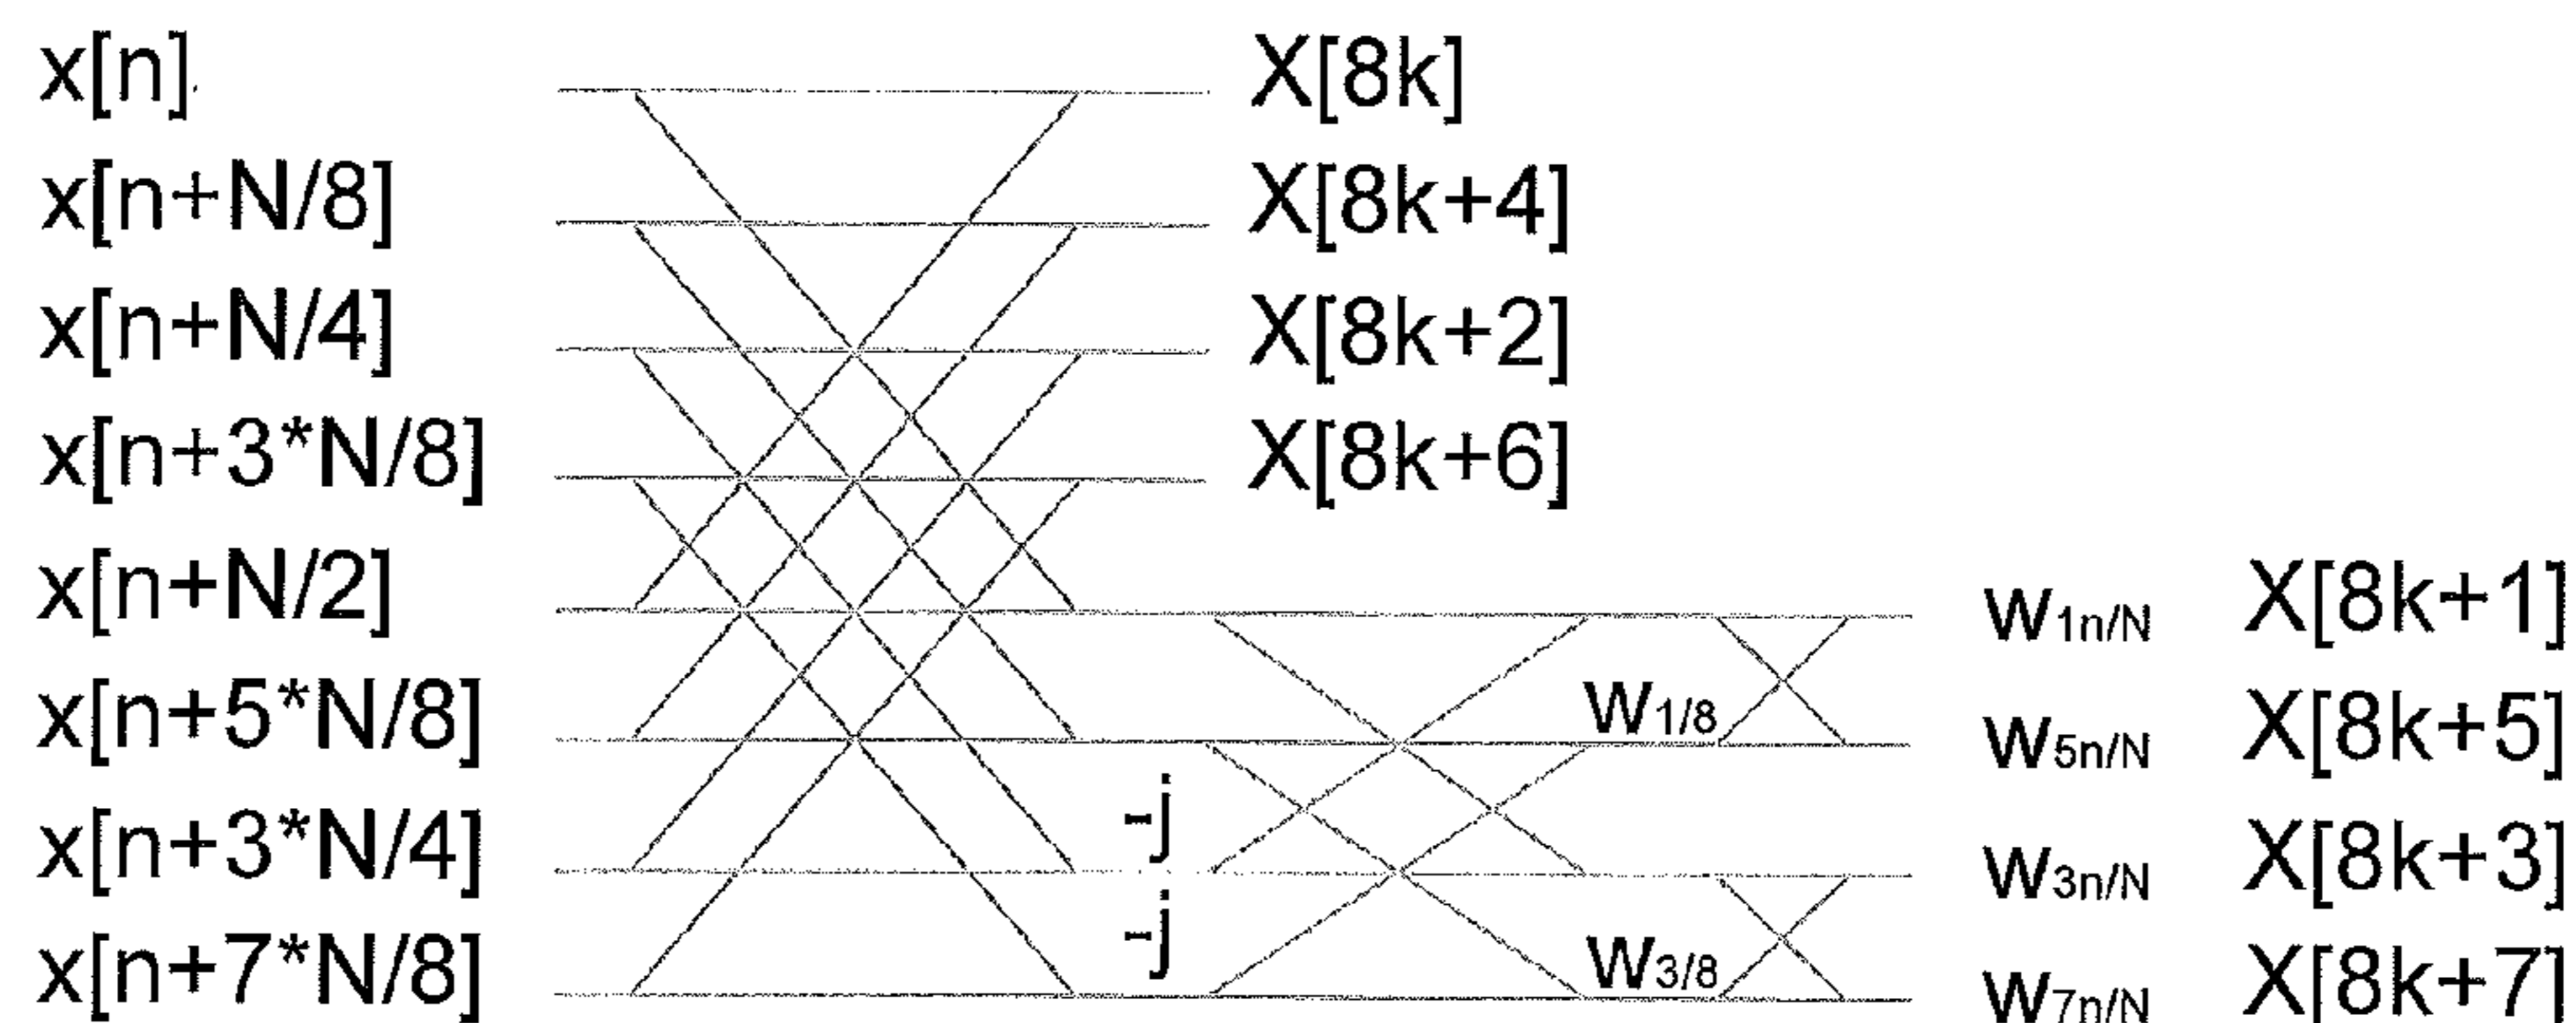 x[n] X[8k]
x[n+N/8] X[8k+4]
x[n+N/4] X[8k+2]
x[n+3*N/8] X[8k+6]
x[n+N/2] W1n/N X[8k+1]
x[n+5*N/8] W1/8 W5n/N X[8k+5]
x[n+3*N/4] -j W3n/N X[8k+3]
x[n+7*N/8] -j W3/8 W7n/N X[8k+7]